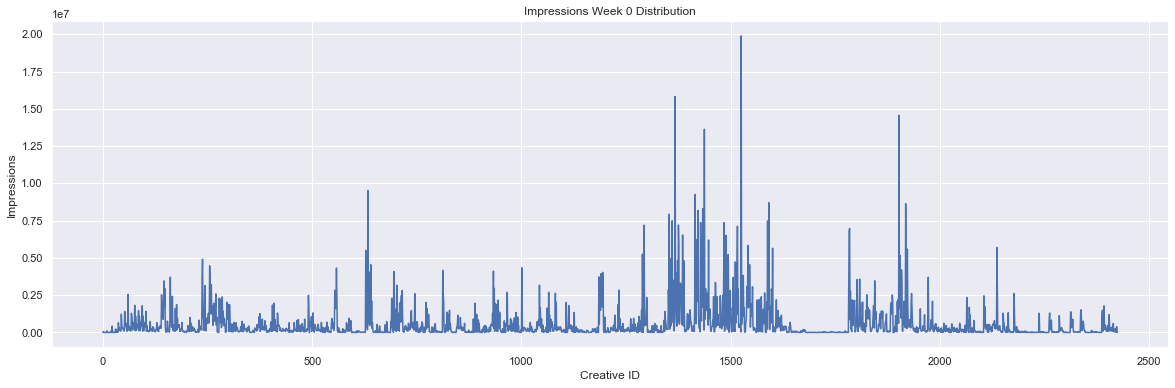 Impressions Week 0 Distribution
1e7
2.00
1.75
1.50
1.25
1.00
0.75
0.50
0.25
0.00
Impressions
0 500 1000 1500 2000 2500
Creative ID